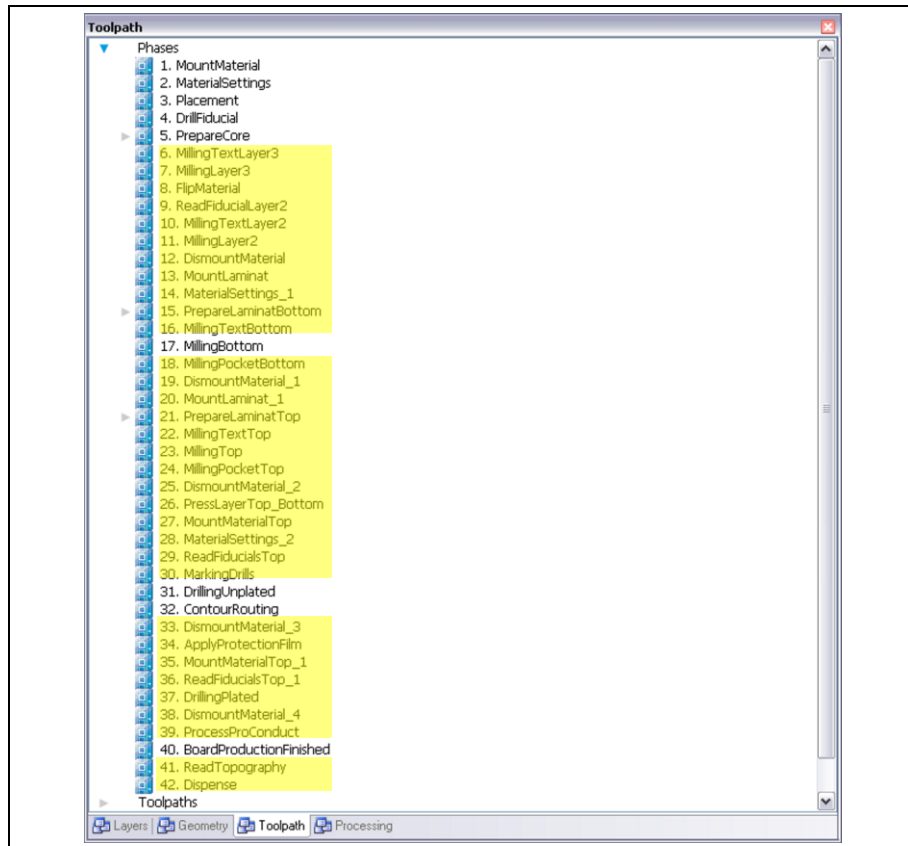 Toolpath
Phases
1. MountMaterial
2. MaterialSettings
3. Placement
4. DrillFiducial
5. PrepareCore
6. MillingTextLayer3
7. MillingLayer3
8. FlipMaterial
9. ReadFiducialLayer2
10. MillingTextLayer2
11. MillingLayer2
12. DismountMaterial
13. MountLaminat
14. MaterialSettings_1
15. PrepareLaminatBottom
16. MillingTextBottom
17. MillingBottom
18. MillingPocketBottom
19. DismountMaterial_1
20. MountLaminat_1
21. PrepareLaminatTop
22. MillingTextTop
23. MillingTop
24. MillingPocketTop
25. DismountMaterial_2
26. PressLayerTop_Bottom
27. MountMaterialTop
28. MaterialSettings_2
29. ReadFiducialsTop
30. MarkingDrills
31. DrillingUnplated
32. ContourRouting
33. DismountMaterial_3
34. ApplyProtectionFilm
35. MountMaterialTop_1
36. ReadFiducialsTop_1
37. DrillingPlated
38. DismountMaterial_4
39. ProcessProConduct
40. BoardProductionFinished
41. ReadTopography
42. Dispense
Toolpaths
Layers Geometry Toolpath Processing